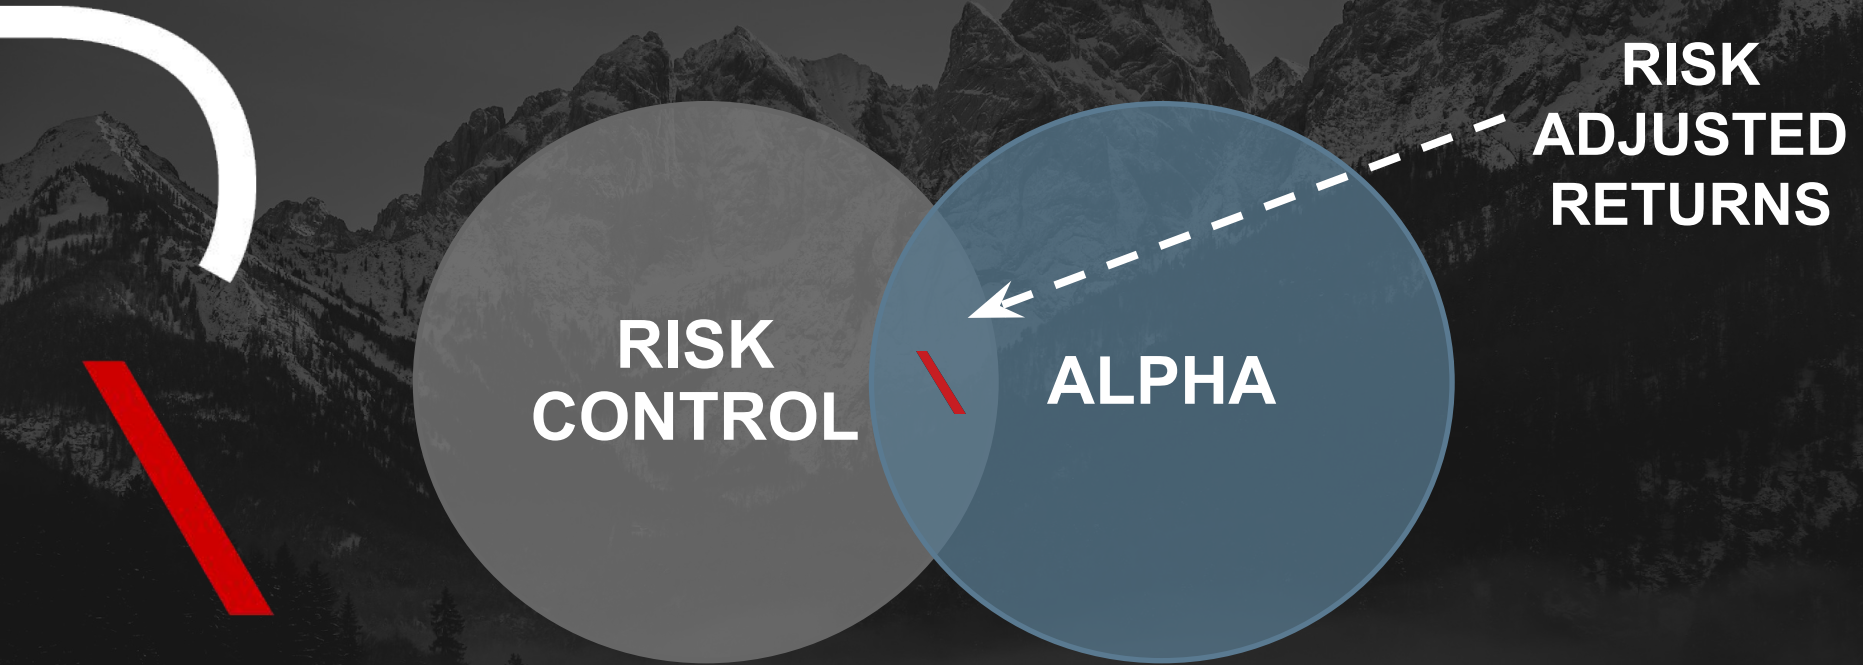 RISK
ADJUSTED
RETURNS
RISK
CONTROL
ALPHA